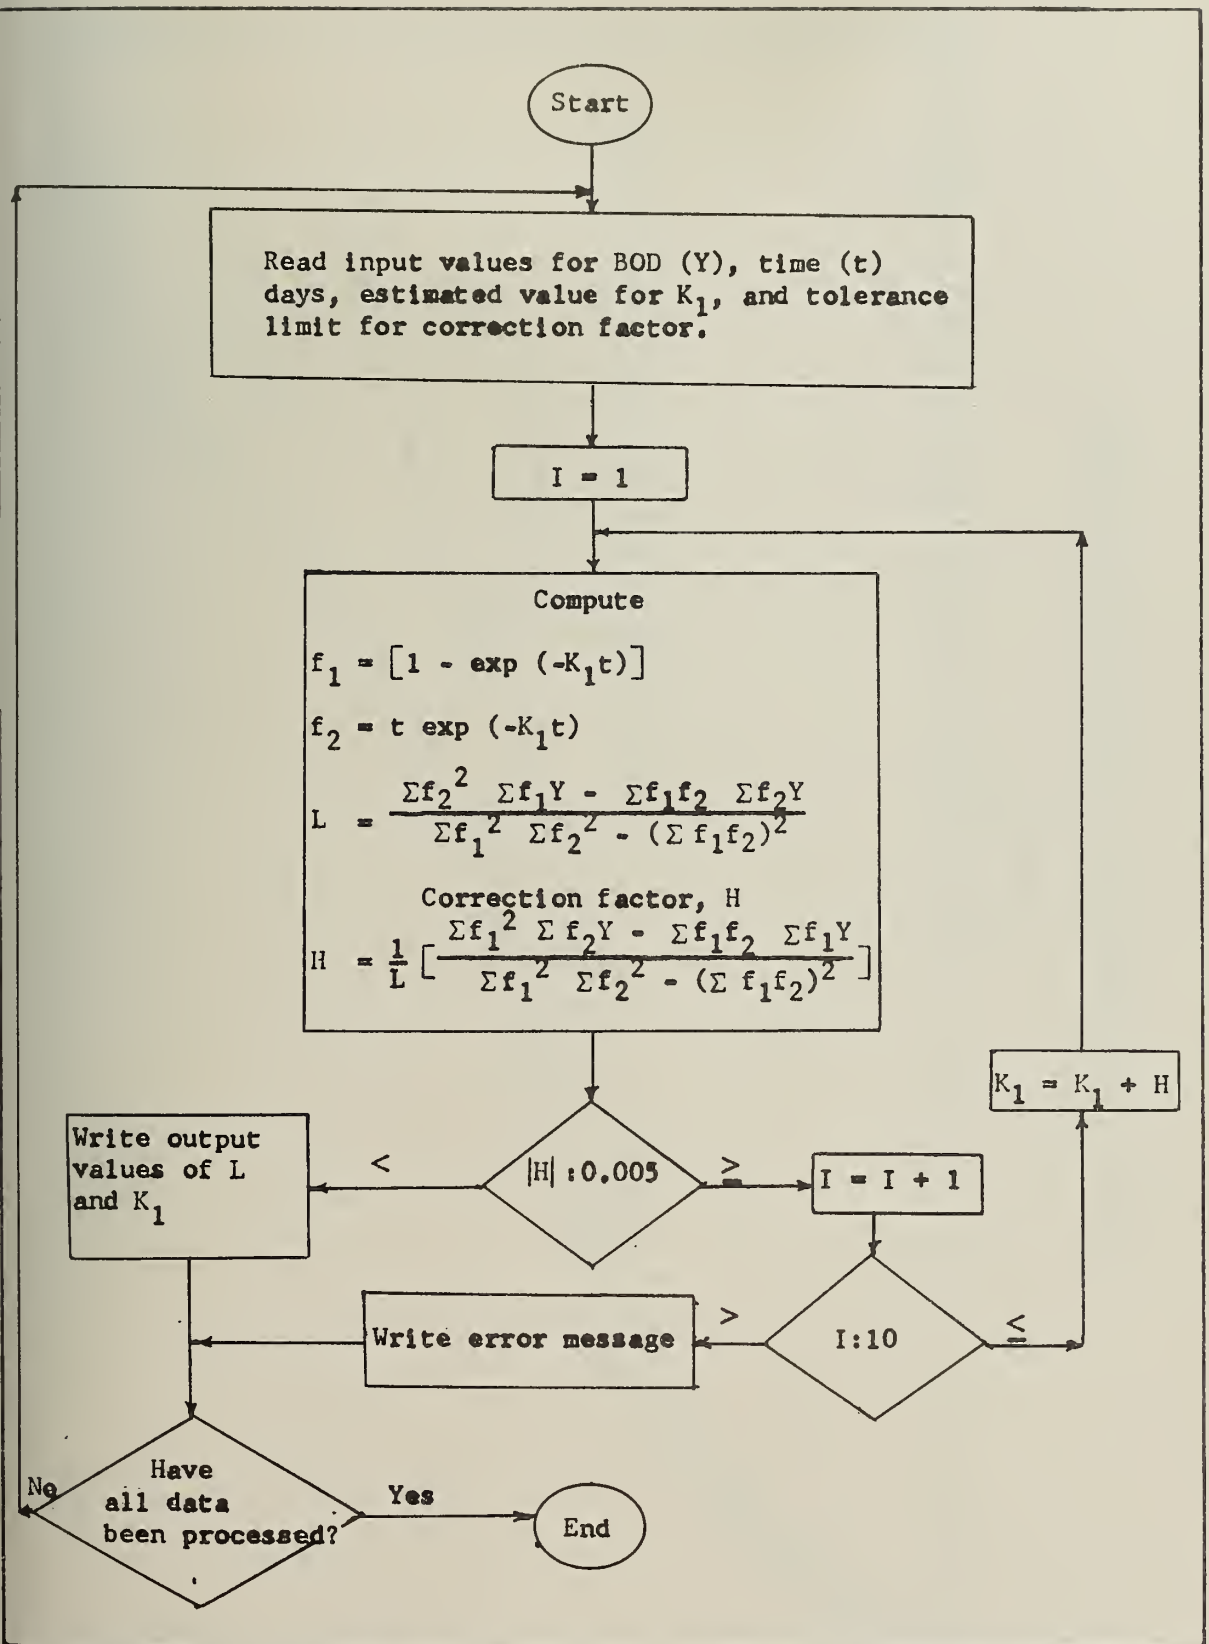 Start
Read input values for BOD (Y), time (t)
days, estimated value for K₁, and tolerance
limit for correction factor.
I = 1
Compute
f₁ = [1 - exp (-K₁t)]
f₂ = t exp (-K₁t)
L = (Σf₂² Σf₁Y - Σf₁f₂ Σf₂Y) / (Σf₁² Σf₂² - (Σ f₁f₂)²)
Correction factor, H
H = 1/L [(Σf₁² Σ f₂Y - Σf₁f₂ Σf₁Y) / (Σf₁² Σf₂² - (Σ f₁f₂)²)]
K₁ = K₁ + H
Write output
values of L
and K₁
<
|H| :0.005
≥
I = I + 1
Write error message
>
I:10
≤
No
Have
all data
been processed?
Yes
End